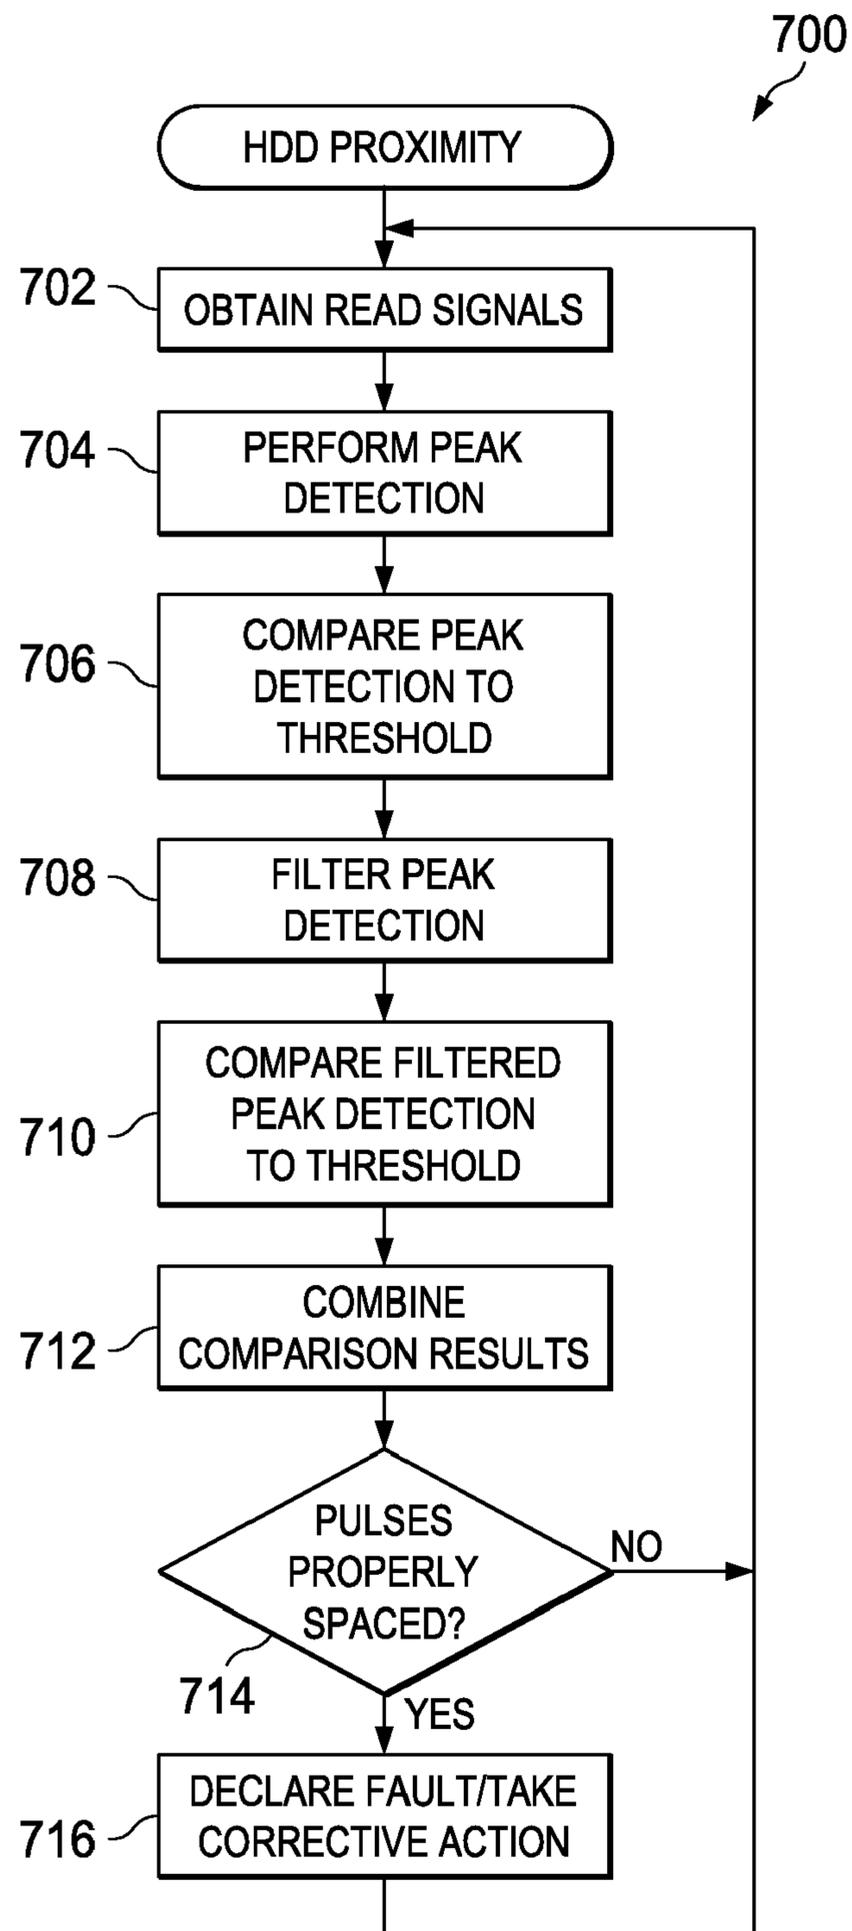 700
HDD PROXIMITY
702
OBTAIN READ SIGNALS
704
PERFORM PEAK
DETECTION
706
COMPARE PEAK
DETECTION TO
THRESHOLD
708
FILTER PEAK
DETECTION
710
COMPARE FILTERED
PEAK DETECTION
TO THRESHOLD
712
COMBINE
COMPARISON RESULTS
PULSES
PROPERLY
SPACED?
NO
714
YES
716
DECLARE FAULT/TAKE
CORRECTIVE ACTION